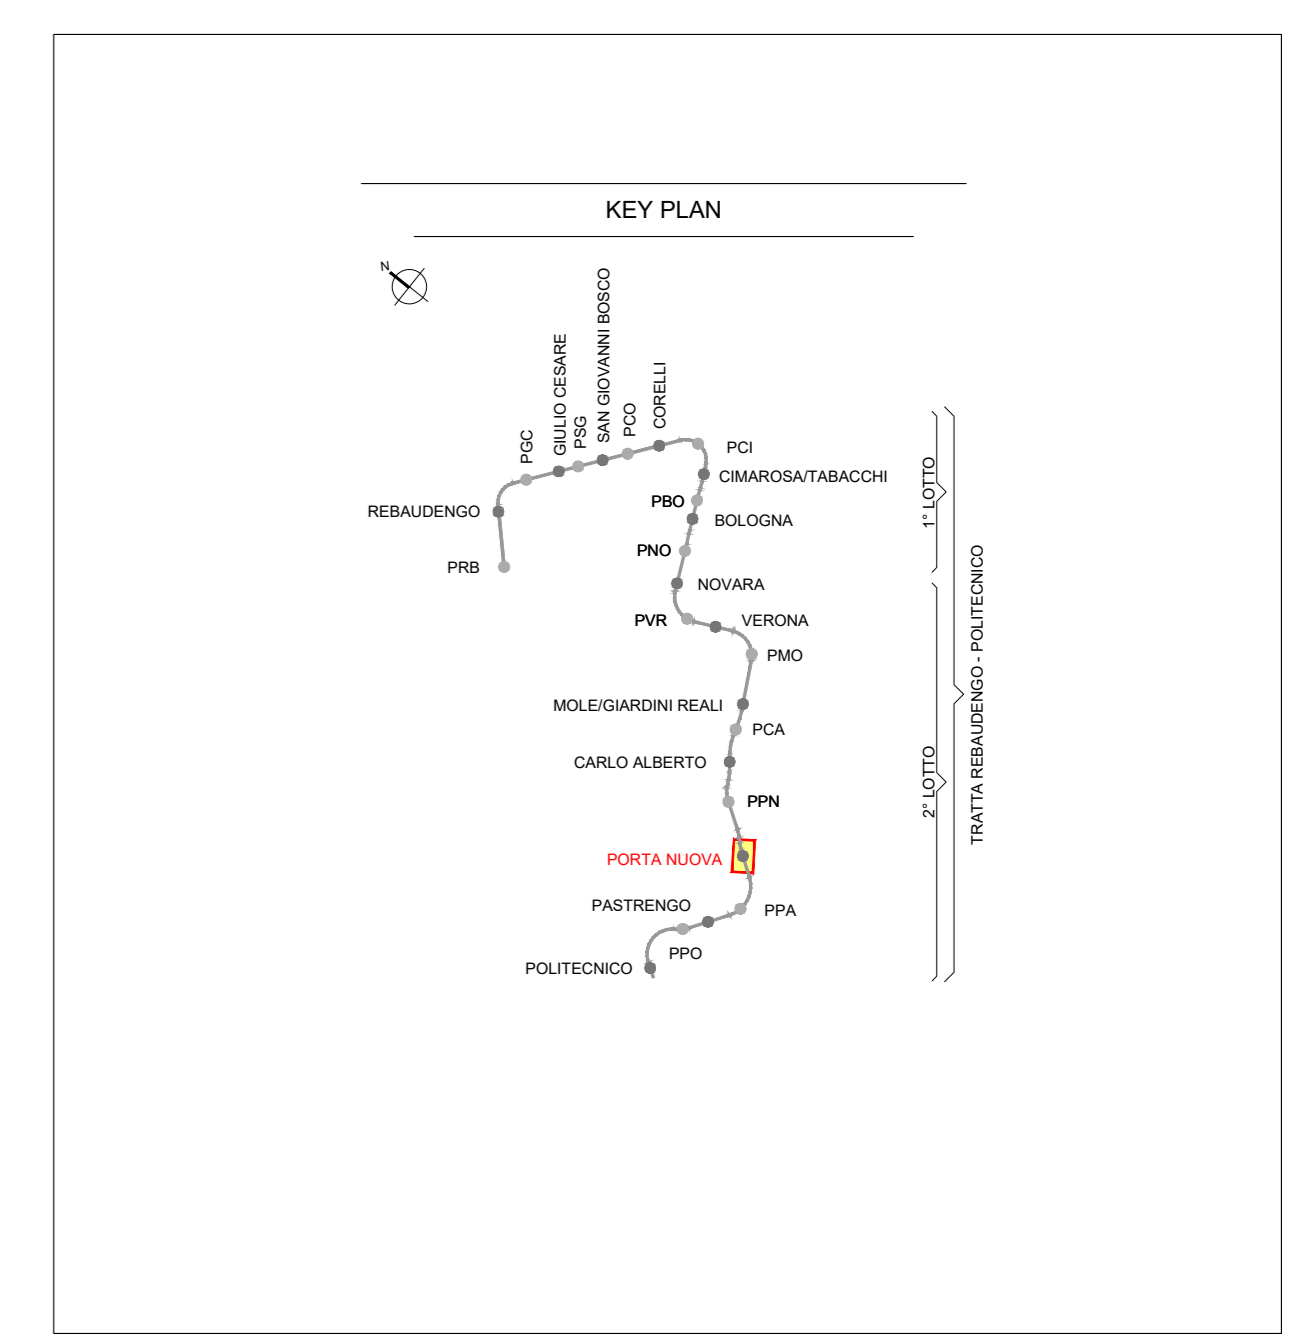 KEY PLAN
N
PGC
GIULIO CESARE
PSG
SAN GIOVANNI BOSCO
PCO
CORELLI
PCI
CIMAROSA/TABACCHI
REBAUDENGO
PBO
BOLOGNA
PNO
PRB
NOVARA
PVR
VERONA
PMO
MOLE/GIARDINI REALI
PCA
CARLO ALBERTO
PPN
PORTA NUOVA
PASTRENGO
PPA
PPO
POLITECNICO
1° LOTTO
2° LOTTO
TRATTA REBAUDENGO - POLITECNICO